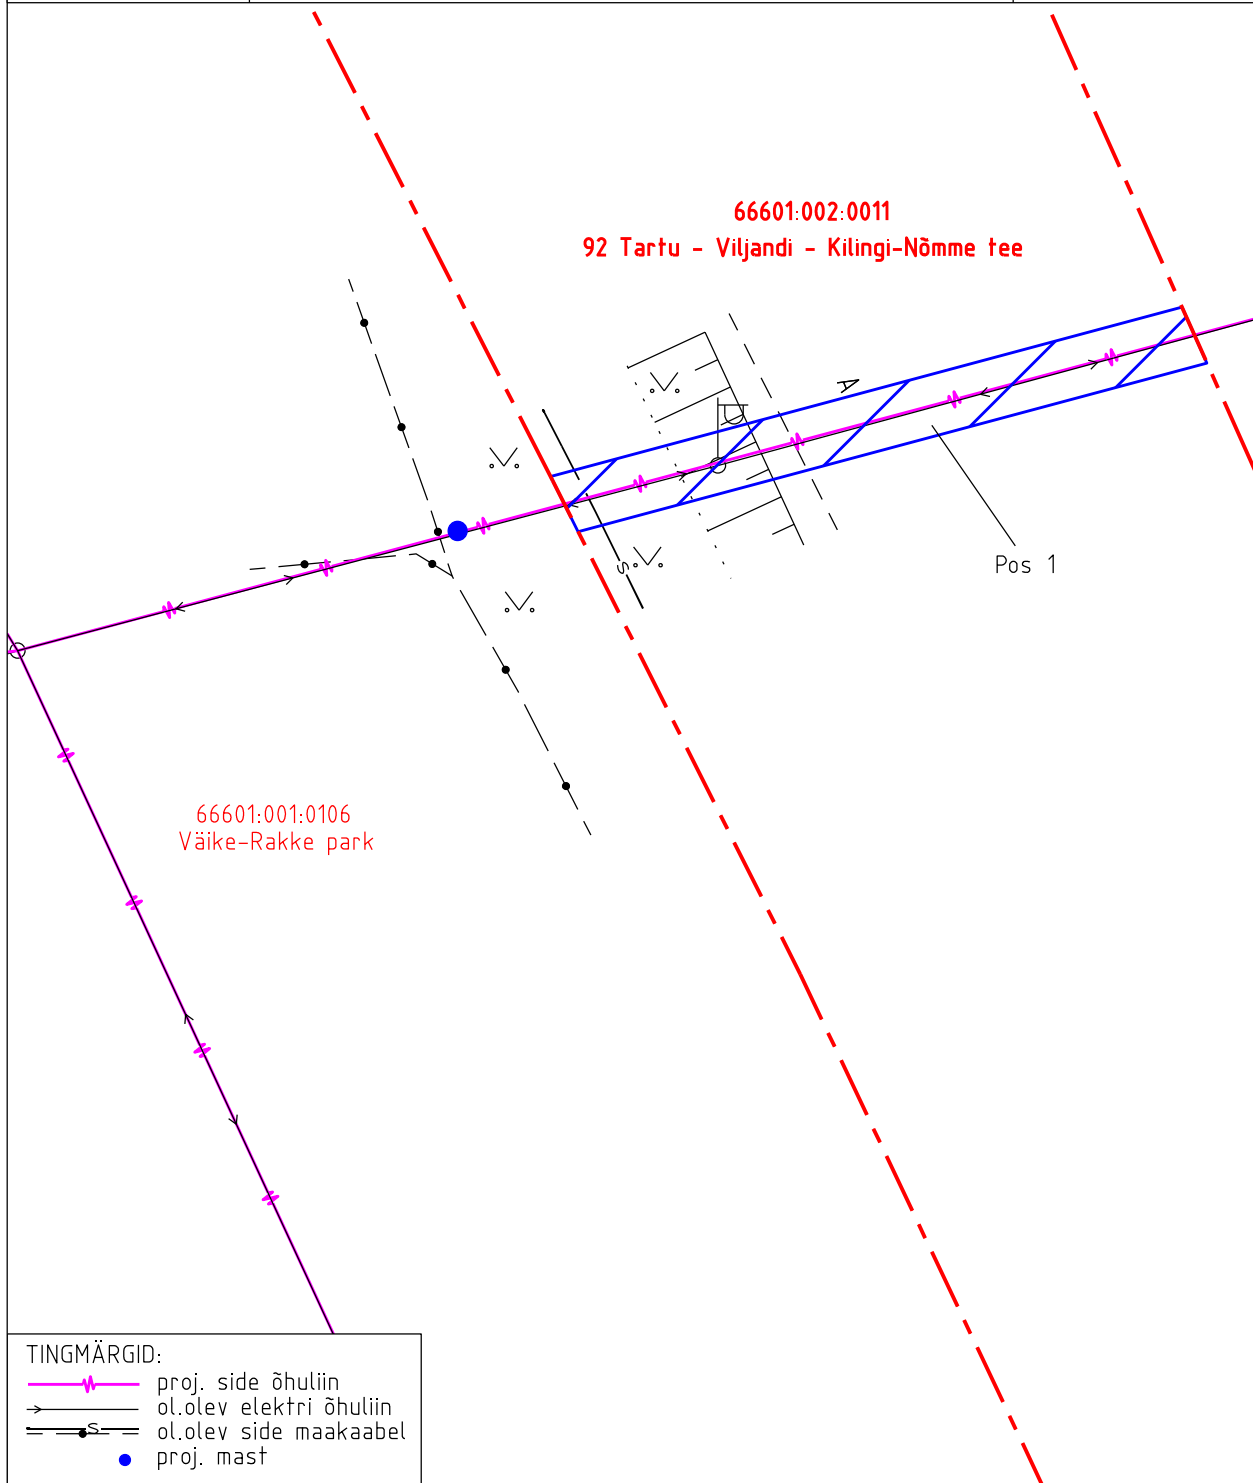 66601:002:0011
92 Tartu - Viljandi - Kilingi-Nõmme tee
A
S
Pos 1
66601:001:0106
Väike-Rakke park
TINGMÄRGID:
proj. side õhuliin
ol.olev elektri õhuliin
S
ol.olev side maakaabel
proj. mast